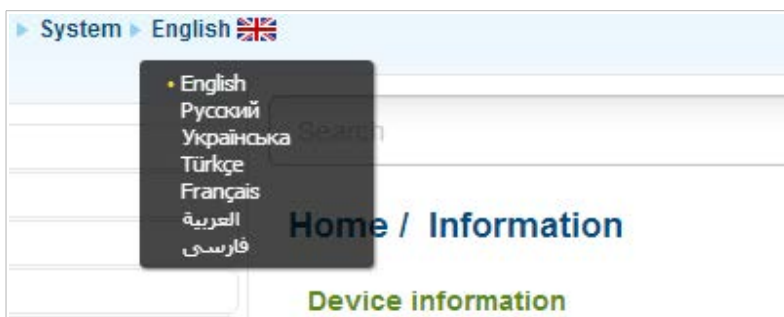 System English
• English
Русский
Українська
Türkçe
Français
العربية
فارسی
Search
Home / Information
Device information